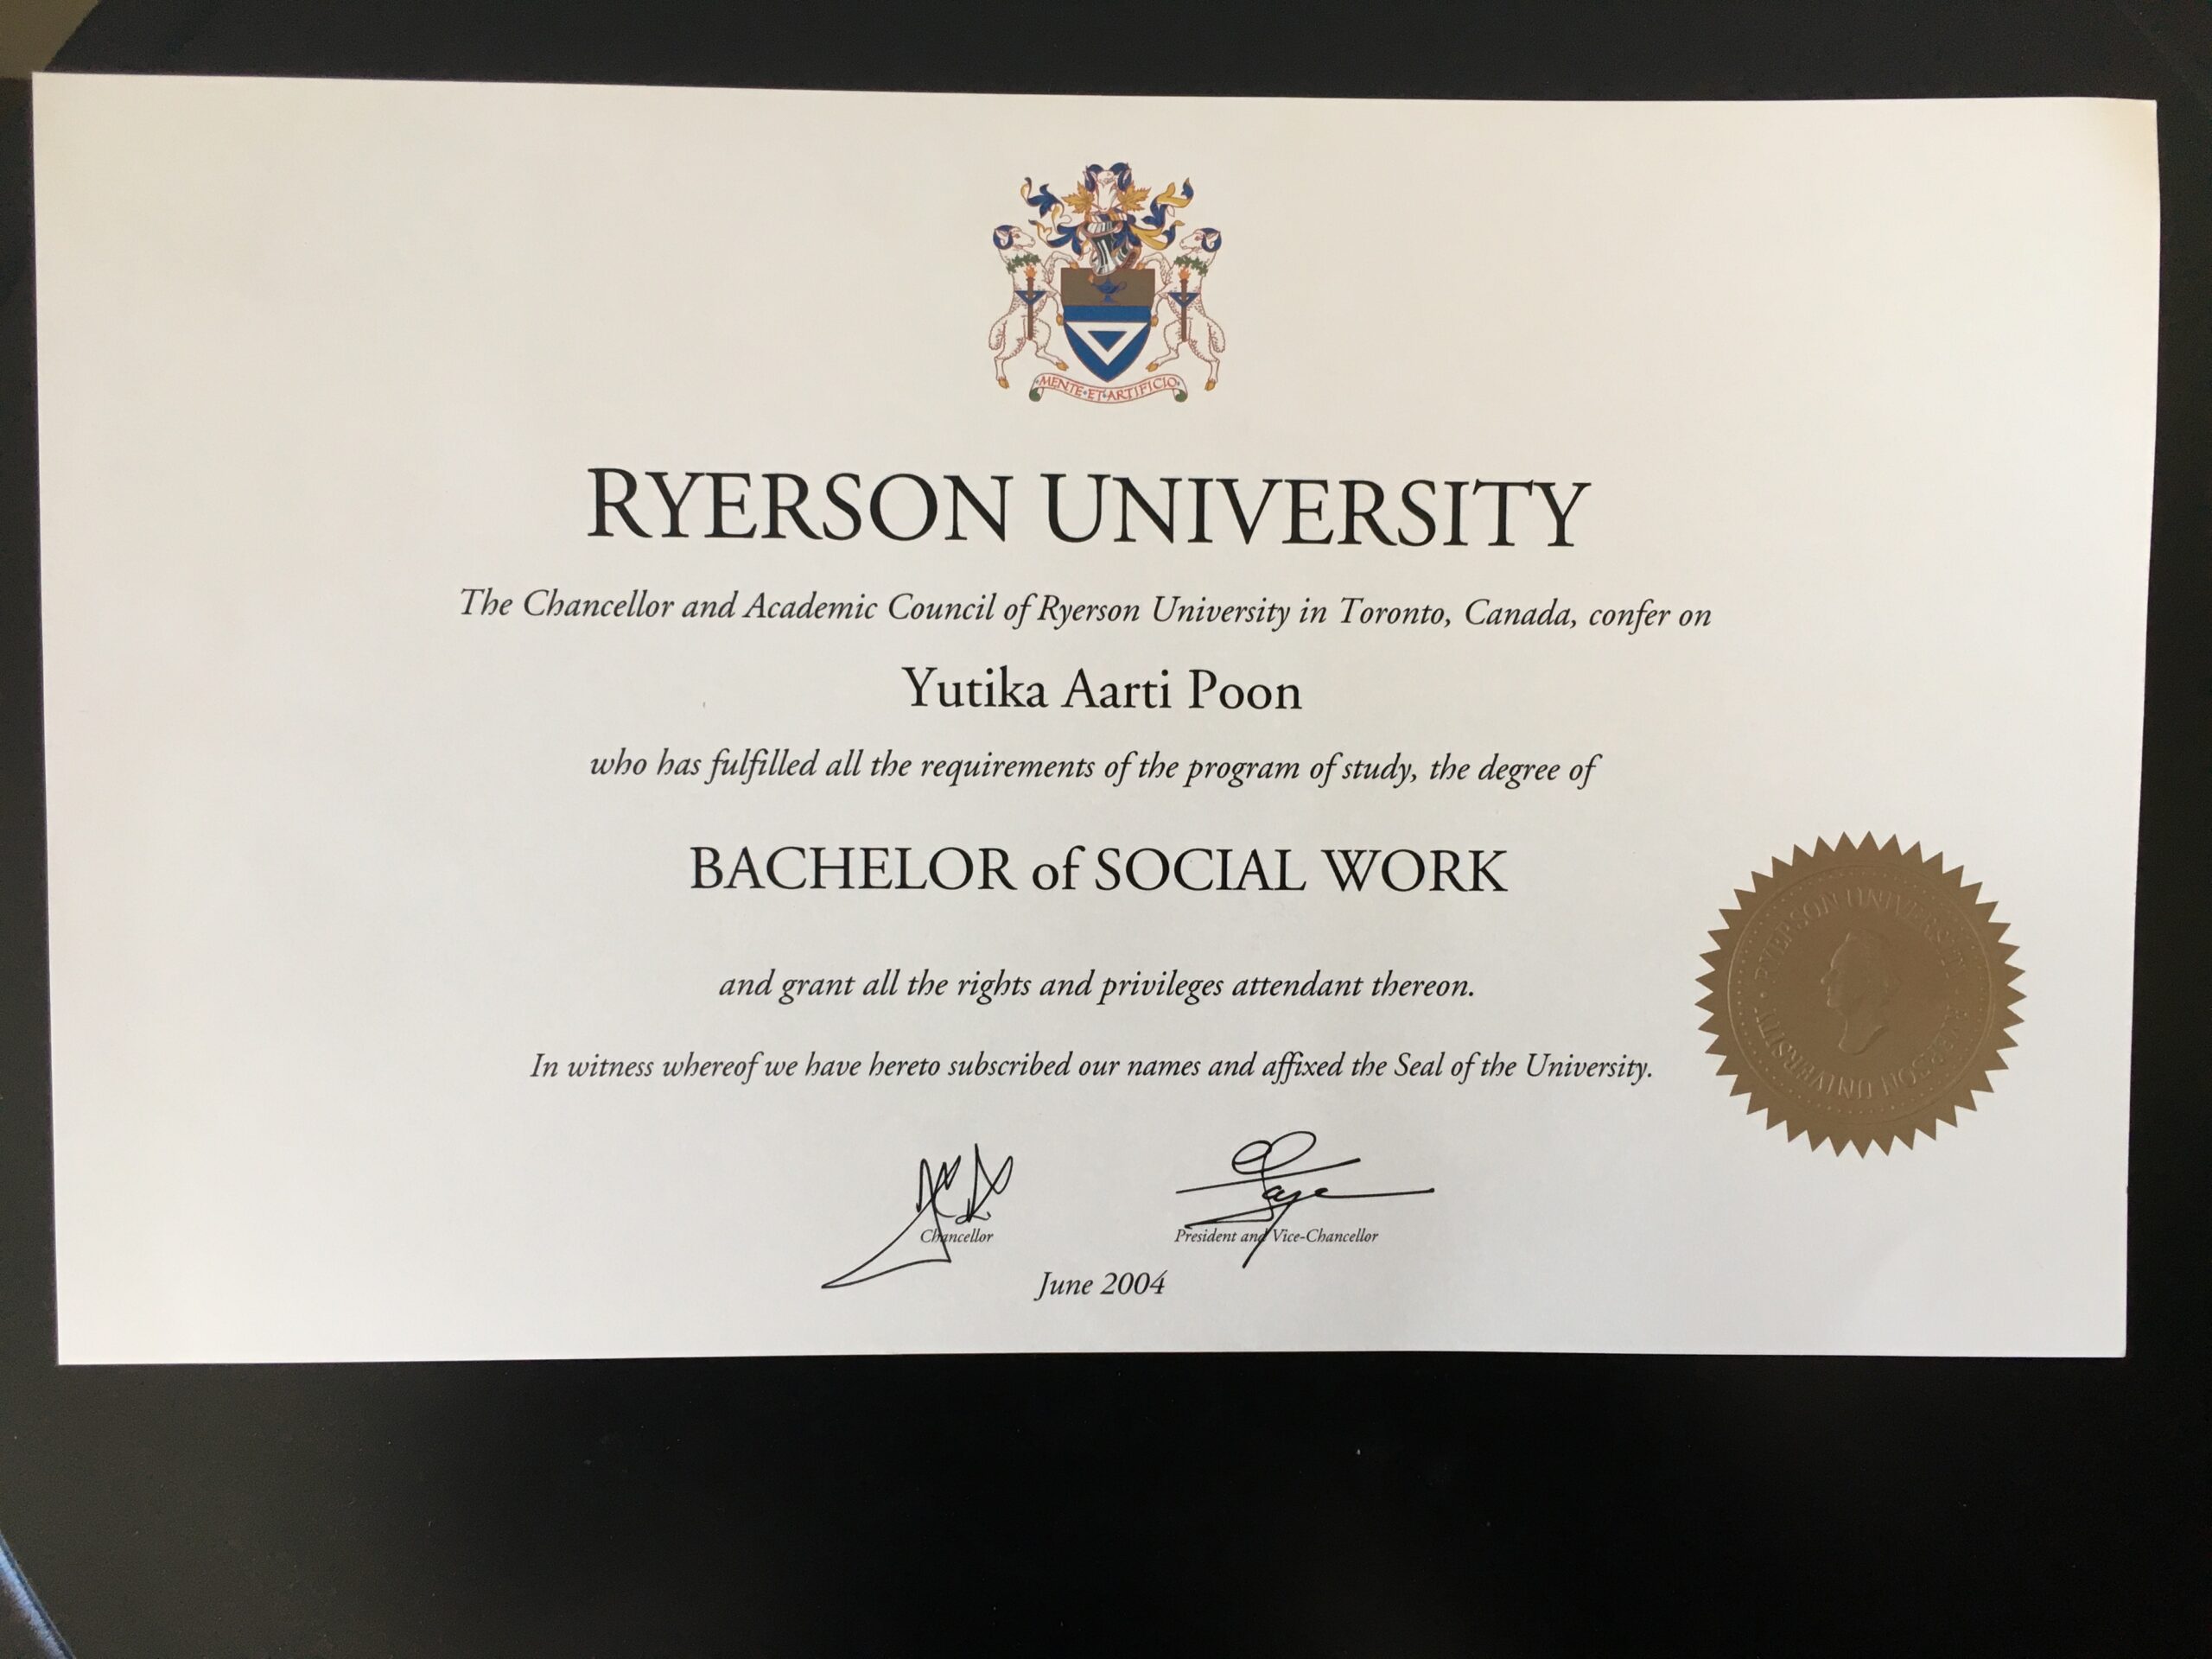 MENTE·ET·ARTIFICIO
RYERSON UNIVERSITY
The Chancellor and Academic Council of Ryerson University in Toronto, Canada, confer on
Yutika Aarti Poon
who has fulfilled all the requirements of the program of study, the degree of
BACHELOR of SOCIAL WORK
and grant all the rights and privileges attendant thereon.
RYERSON UNIVERSITY · RYERSON UNIVERSITY ·
In witness whereof we have hereto subscribed our names and affixed the Seal of the University.
Chancellor
President and Vice-Chancellor
June 2004